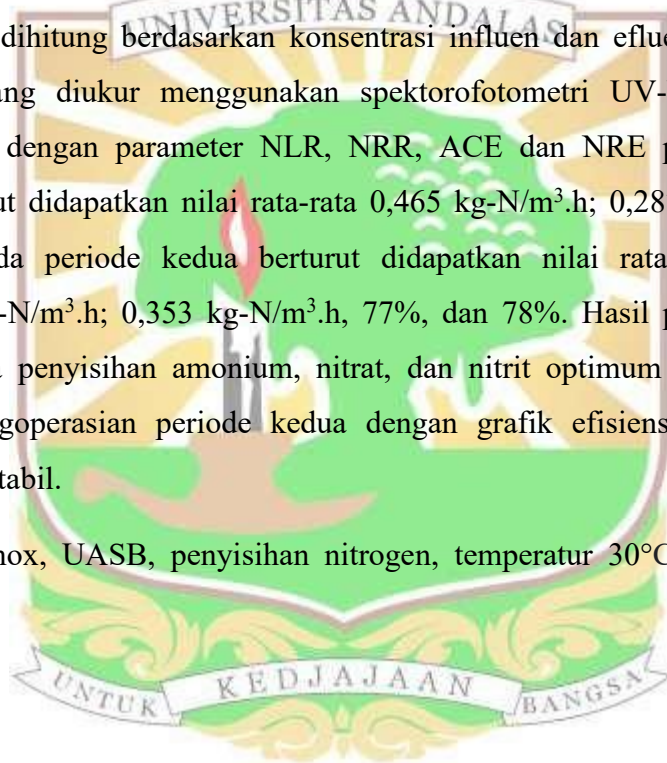 UNIVERSITAS ANDALAS
dihitung berdasarkan konsentrasi influen dan eflue
ang diukur menggunakan spektorofotometri UV-
dengan parameter NLR, NRR, ACE dan NRE p
ut didapatkan nilai rata-rata 0,465 kg-N/m³.h; 0,28
da periode kedua berturut didapatkan nilai rata
g-N/m³.h; 0,353 kg-N/m³.h, 77%, dan 78%. Hasil p
a penyisihan amonium, nitrat, dan nitrit optimum
ngoperasian periode kedua dengan grafik efisiens
tabil.
nox, UASB, penyisihan nitrogen, temperatur 30°C
UNTUK KEDJAJAAN BANGSA